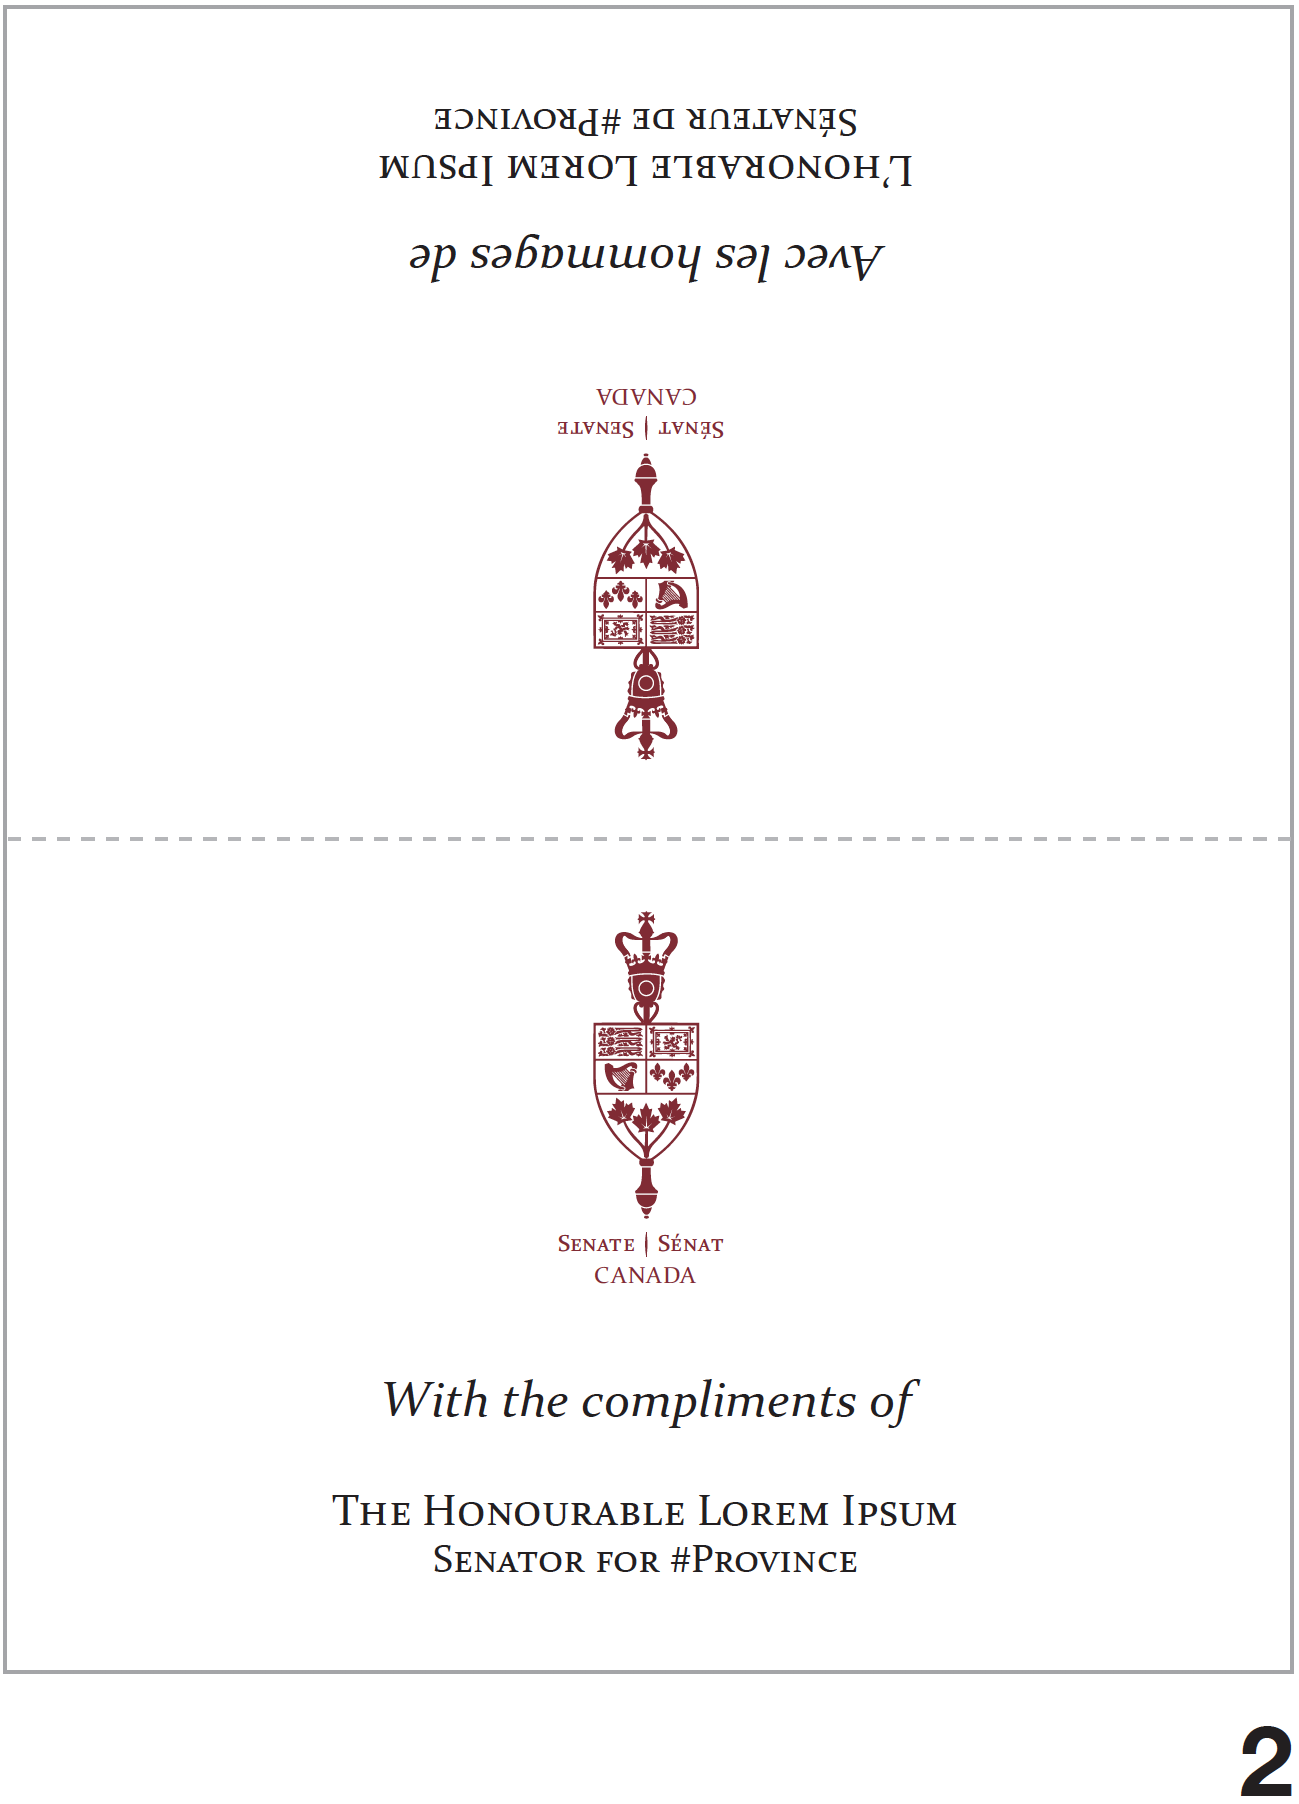 Avec les hommages de
L’honorable Lorem Ipsum
Sénateur de #Province
Sénat | Senate
CANADA
Senate | Sénat
CANADA
With the compliments of
The Honourable Lorem Ipsum
Senator for #Province
2